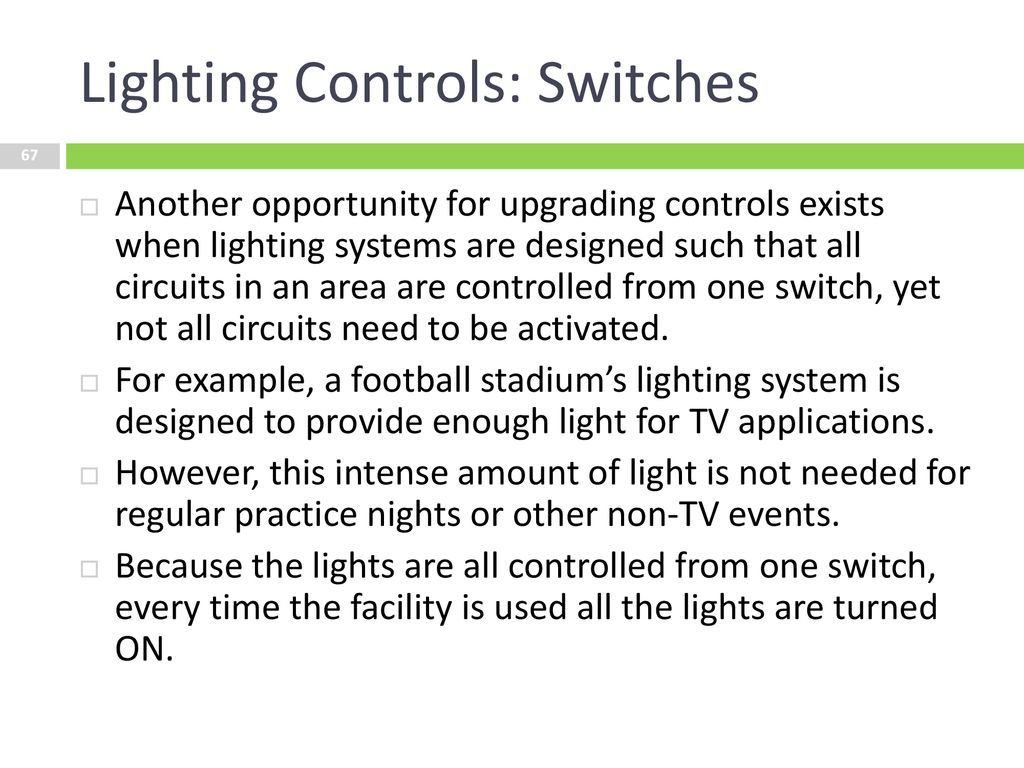 Lighting Controls: Switches
67
Another opportunity for upgrading controls exists
when lighting systems are designed such that all
circuits in an area are controlled from one switch, yet
not all circuits need to be activated.
For example, a football stadium’s lighting system is
designed to provide enough light for TV applications.
However, this intense amount of light is not needed for
regular practice nights or other non-TV events.
Because the lights are all controlled from one switch,
every time the facility is used all the lights are turned
ON.